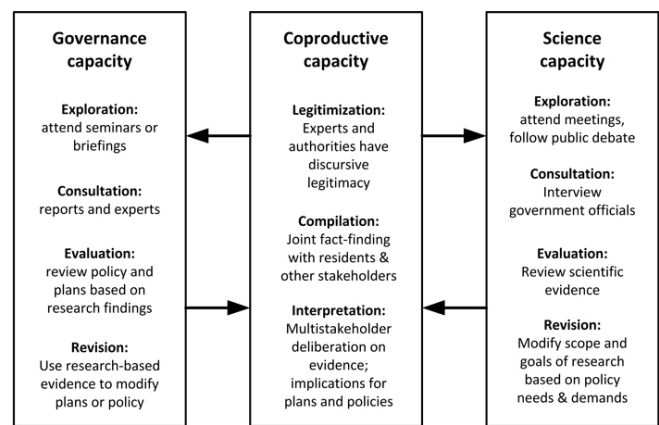 Governance
capacity
Exploration:
attend seminars or
briefings
Consultation:
reports and experts
Evaluation:
review policy and
plans based on
research findings
Revision:
Use research-based
evidence to modify
plans or policy
Coproductive
capacity
Legitimization:
Experts and
authorities have
discursive
legitimacy
Compilation:
Joint fact-finding
with residents &
other stakeholders
Interpretation:
Multistakeholder
deliberation on
evidence;
implications for
plans and policies
Science
capacity
Exploration:
attend meetings,
follow public debate
Consultation:
Interview
government officials
Evaluation:
Review scientific
evidence
Revision:
Modify scope and
goals of research
based on policy
needs & demands